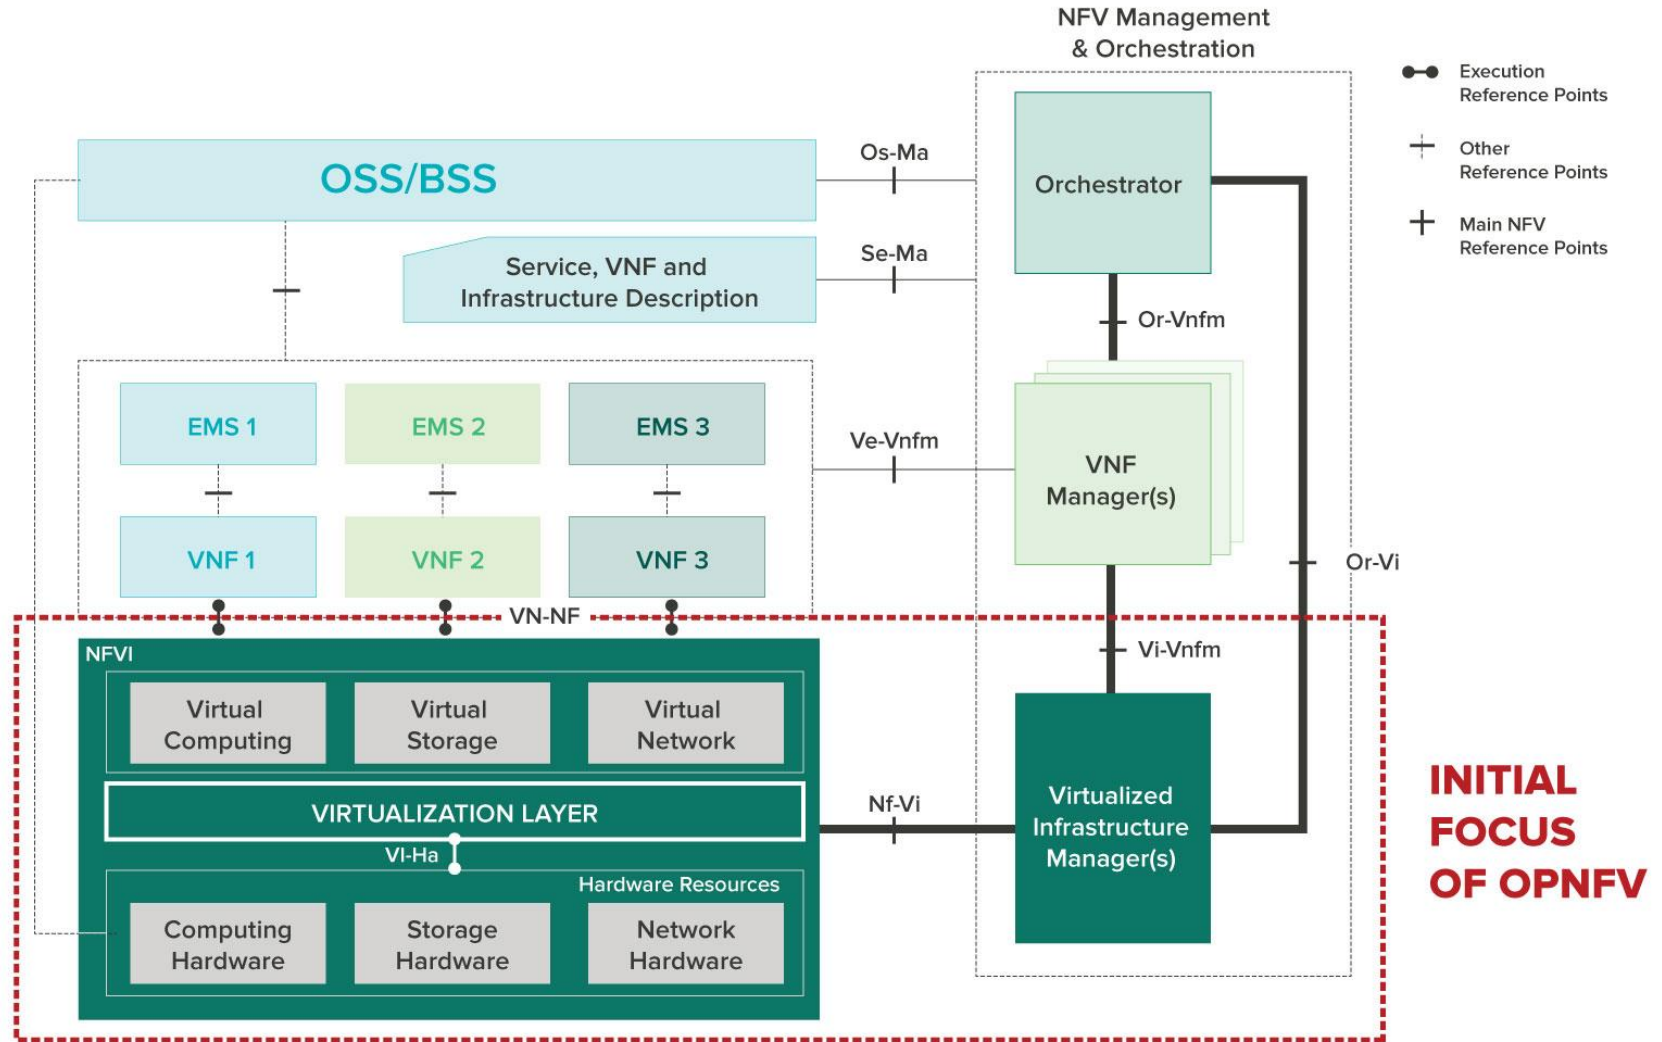 NFV Management
& Orchestration
Execution
Reference Points
Other
Reference Points
Main NFV
Reference Points
OSS/BSS
Os-Ma
Orchestrator
Service, VNF and
Infrastructure Description
Se-Ma
Or-Vnfm
EMS 1
EMS 2
EMS 3
Ve-Vnfm
VNF
Manager(s)
VNF 1
VNF 2
VNF 3
Or-Vi
VN-NF
Vi-Vnfm
NFVI
Virtual
Computing
Virtual
Storage
Virtual
Network
VIRTUALIZATION LAYER
VI-Ha
Nf-Vi
Virtualized
Infrastructure
Manager(s)
Hardware Resources
Computing
Hardware
Storage
Hardware
Network
Hardware
INITIAL
FOCUS
OF OPNFV